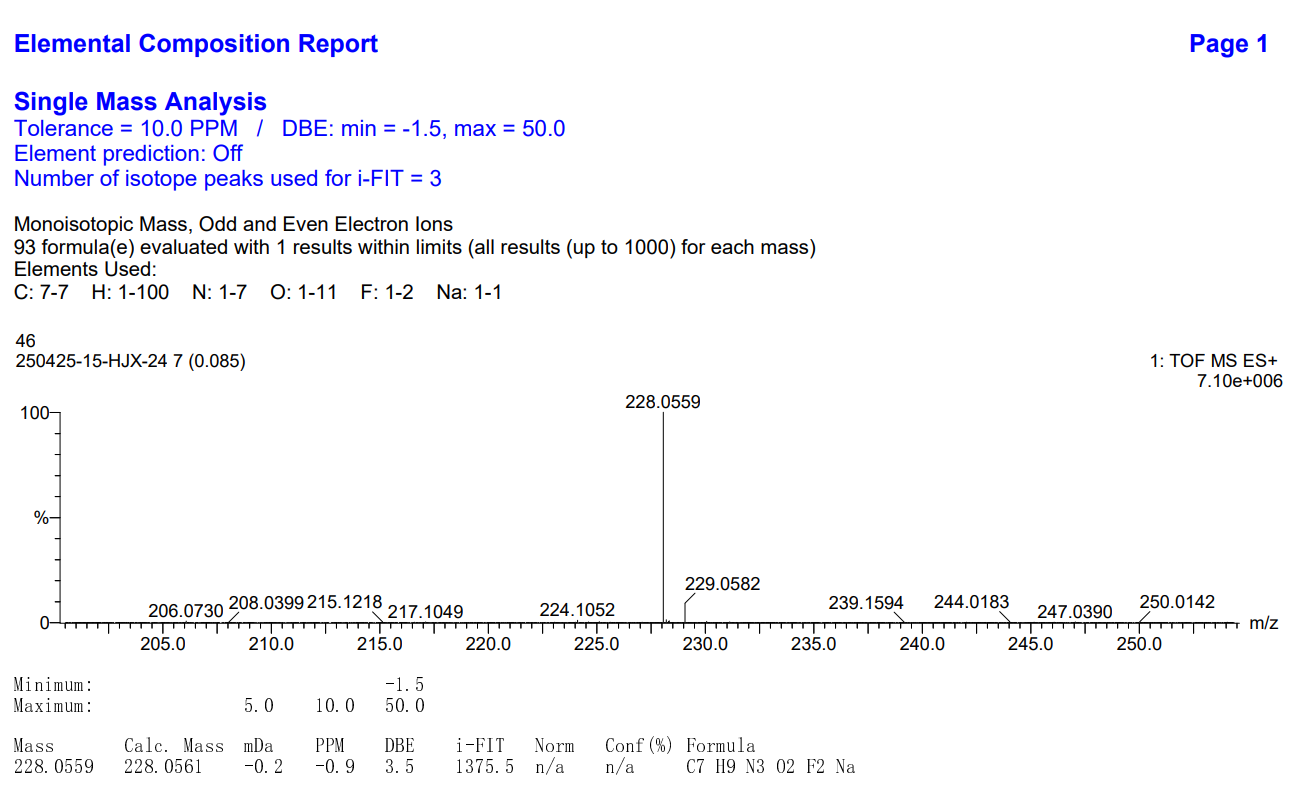 Elemental Composition Report Page 1
Single Mass Analysis
Tolerance = 10.0 PPM / DBE: min = -1.5, max = 50.0
Element prediction: Off
Number of isotope peaks used for i-FIT = 3
Monoisotopic Mass, Odd and Even Electron Ions
93 formula(e) evaluated with 1 results within limits (all results (up to 1000) for each mass)
Elements Used:
C: 7-7 H: 1-100 N: 1-7 O: 1-11 F: 1-2 Na: 1-1
46
250425-15-HJX-24 7 (0.085) 1: TOF MS ES+
7.10e+006
228.0559
100
%
229.0582
206.0730 208.0399 215.1218 217.1049 224.1052 239.1594 244.0183 247.0390 250.0142
0 m/z
205.0 210.0 215.0 220.0 225.0 230.0 235.0 240.0 245.0 250.0
Minimum: -1.5
Maximum: 5.0 10.0 50.0
Mass Calc. Mass mDa PPM DBE i-FIT Norm Conf(%) Formula
228.0559 228.0561 -0.2 -0.9 3.5 1375.5 n/a n/a C7 H9 N3 O2 F2 Na